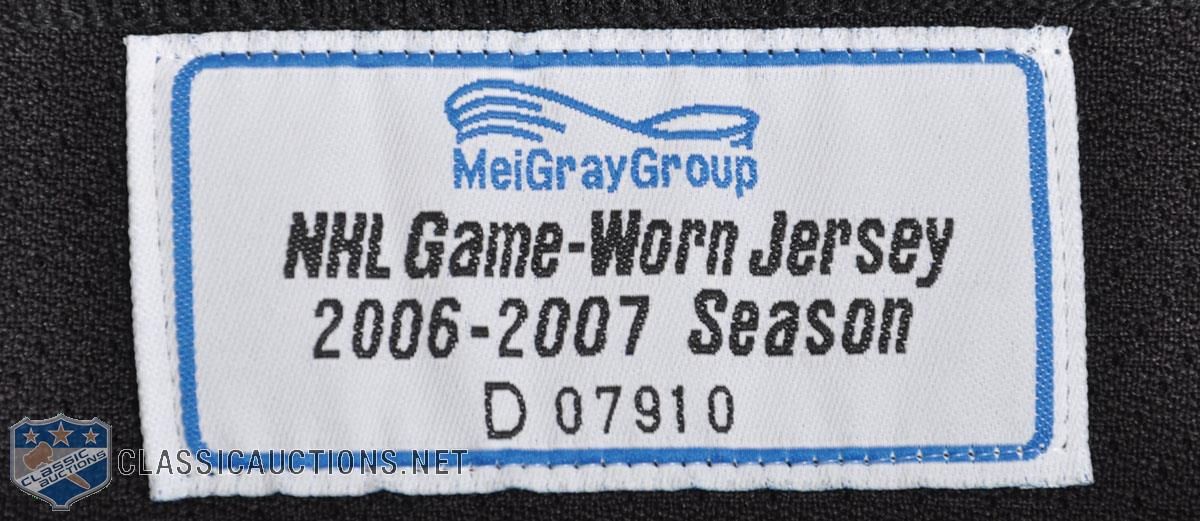 MeiGrayGroup
NHL Game-Worn Jersey
2006-2007 Season
D 07910
CLASSIC
AUCTIONS
CLASSICAUCTIONS.NET